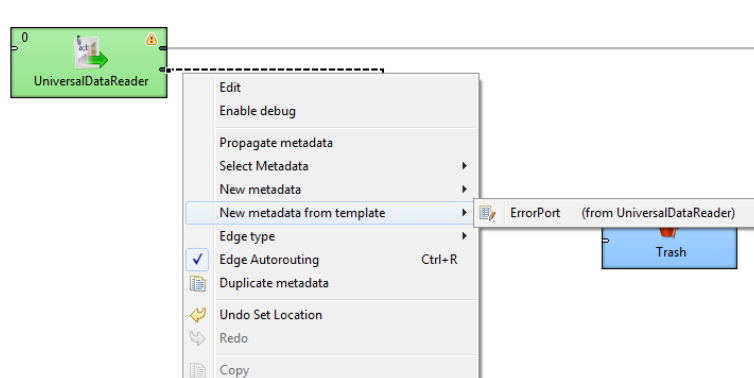 0
UniversalDataReader
Edit
Enable debug
Propagate metadata
Select Metadata
New metadata
New metadata from template
ErrorPort (from UniversalDataReader)
Edge type
Edge Autorouting Ctrl+R
Trash
Duplicate metadata
Undo Set Location
Redo
Copy